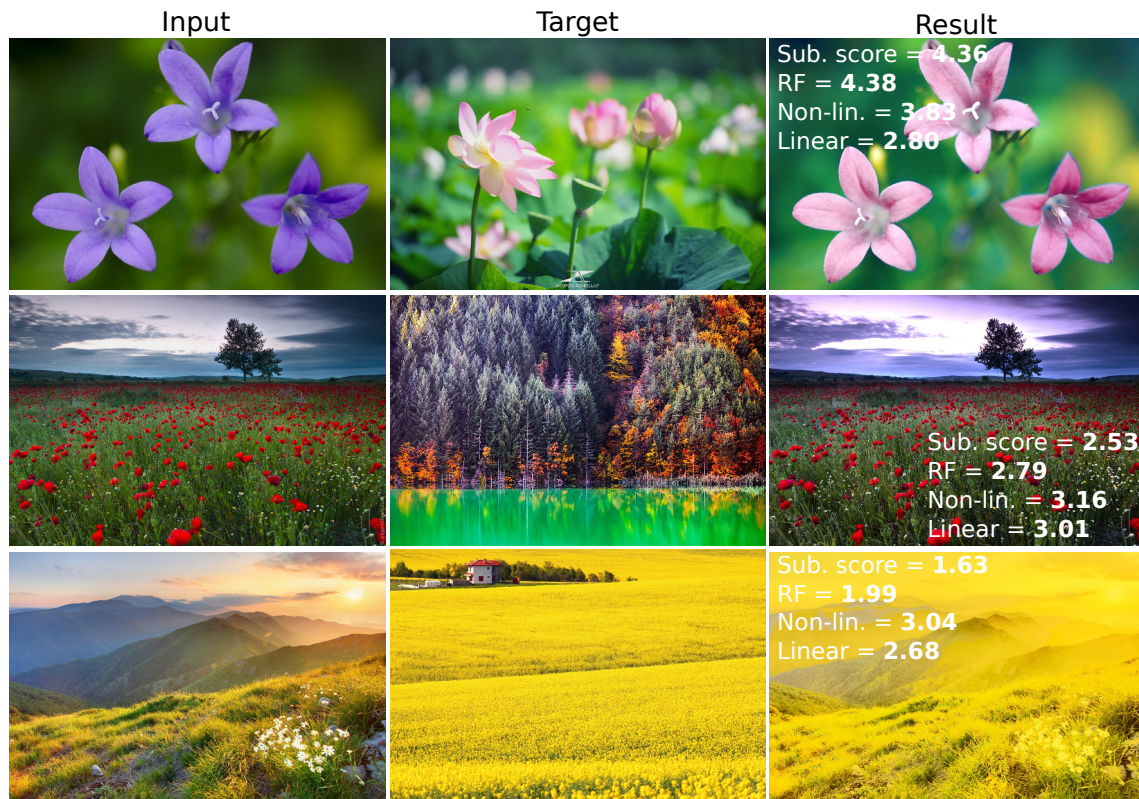 Input
Target
Result
Sub. score = 4.36
RF = 4.38
Non-lin. = 3.83
Linear = 2.80
Sub. score = 2.53
RF = 2.79
Non-lin. = 3.16
Linear = 3.01
Sub. score = 1.63
RF = 1.99
Non-lin. = 3.04
Linear = 2.68